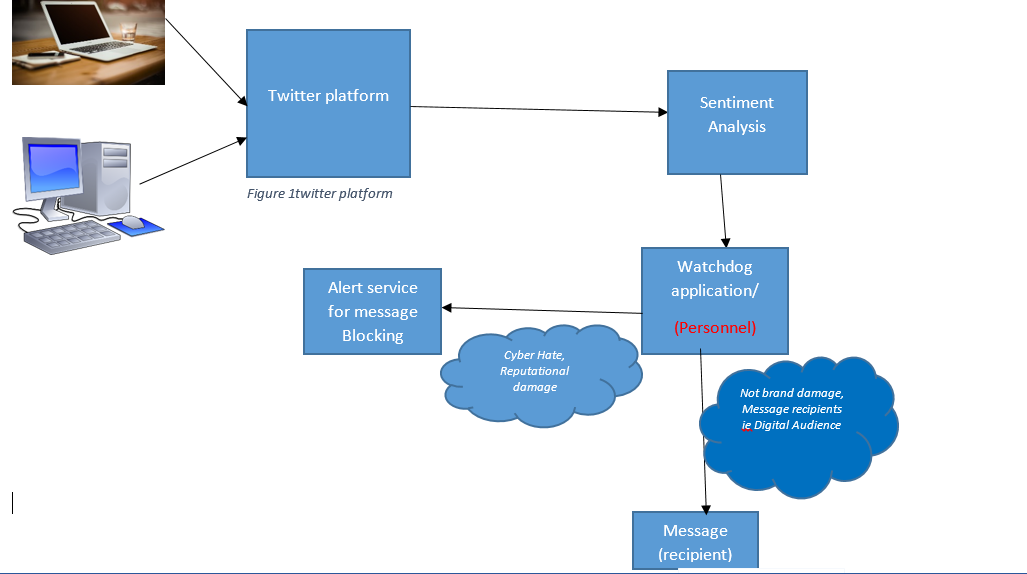 Twitter platform
Figure 1twitter platform
Sentiment
Analysis
Watchdog
application/
(Personnel)
Alert service
for message
Blocking
Cyber Hate,
Reputational
damage
Not brand damage,
Message recipients
ie Digital Audience
Message
(recipient)